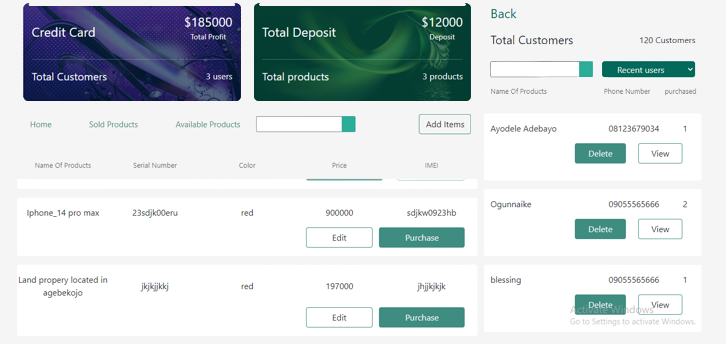 Credit Card
$185000
Total Profit
Total Customers
3 users
Total Deposit
$12000
Deposit
Total products
3 products
Home
Sold Products
Available Products
Add Items
Name Of Products Serial Number Color Price IMEI
Iphone_14 pro max 23sdjk00eru red 900000 sdjkw0923hb
Edit Purchase
Land propery located in
agebekojo
jkjkjjkkj red 197000 jhjjkjkjk
Edit Purchase
Back
Total Customers 120 Customers
Recent users
Name Of Products Phone Number purchased
Ayodele Adebayo 08123679034 1
Delete View
Ogunnaike 09055565666 2
Delete View
blessing 09055565666 1
Delete View
Activate Windows
Go to Settings to activate Windows.